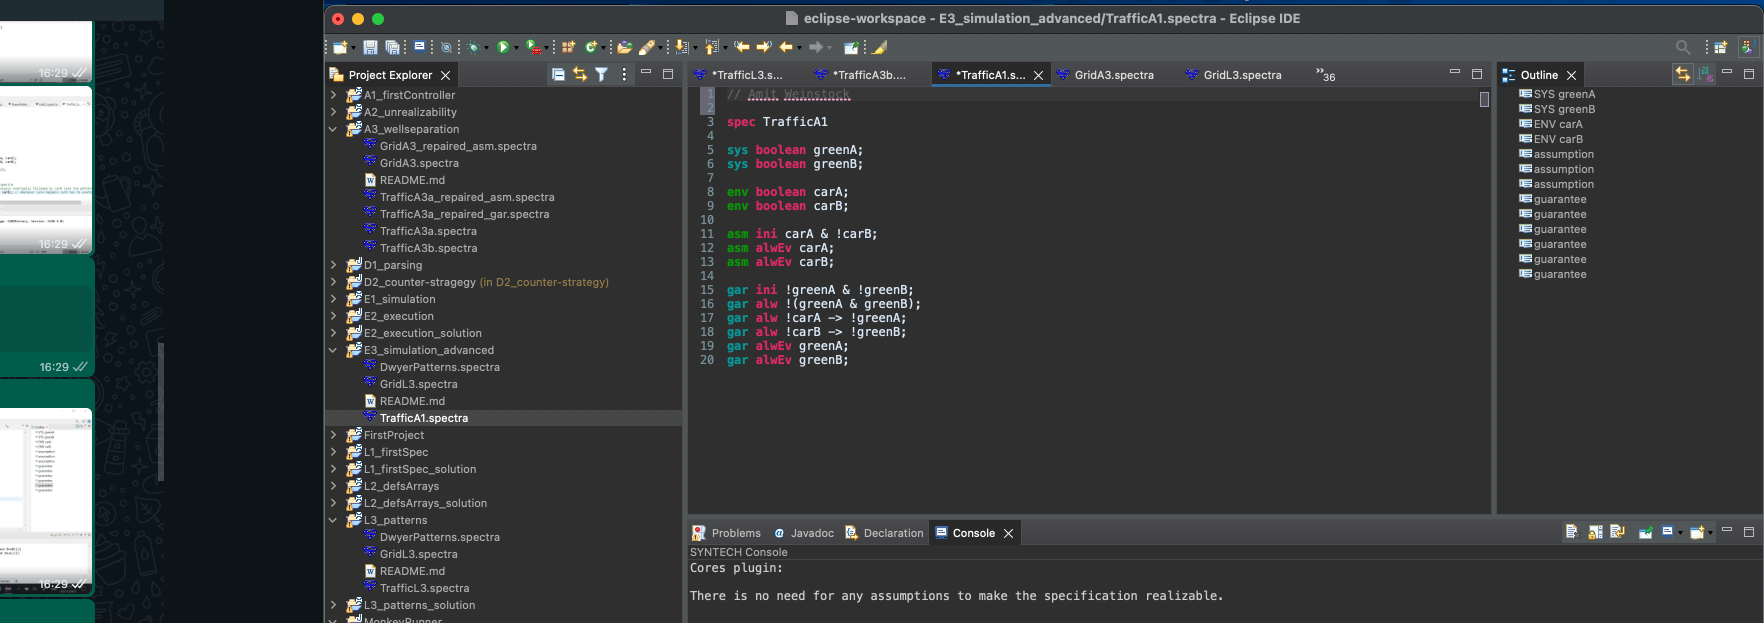 eclipse-workspace - E3_simulation_advanced/TrafficA1.spectra - Eclipse IDE
16:29
16:29
16:29
16:29
Project Explorer
A1_firstController
A2_unrealizability
A3_wellseparation
GridA3_repaired_asm.spectra
GridA3.spectra
README.md
TrafficA3a_repaired_asm.spectra
TrafficA3a_repaired_gar.spectra
TrafficA3a.spectra
TrafficA3b.spectra
D1_parsing
D2_counter-stragegy (in D2_counter-strategy)
E1_simulation
E2_execution
E2_execution_solution
E3_simulation_advanced
DwyerPatterns.spectra
GridL3.spectra
README.md
TrafficA1.spectra
FirstProject
L1_firstSpec
L1_firstSpec_solution
L2_defsArrays
L2_defsArrays_solution
L3_patterns
DwyerPatterns.spectra
GridL3.spectra
README.md
TrafficL3.spectra
L3_patterns_solution
MonkeyRunner
*TrafficL3.s... *TrafficA3b.... *TrafficA1.s... GridA3.spectra GridL3.spectra »36
1 // Amit Weinstock
2
3 spec TrafficA1
4
5 sys boolean greenA;
6 sys boolean greenB;
7
8 env boolean carA;
9 env boolean carB;
10
11 asm ini carA & !carB;
12 asm alwEv carA;
13 asm alwEv carB;
14
15 gar ini !greenA & !greenB;
16 gar alw !(greenA & greenB);
17 gar alw !carA -> !greenA;
18 gar alw !carB -> !greenB;
19 gar alwEv greenA;
20 gar alwEv greenB;
Outline
SYS greenA
SYS greenB
ENV carA
ENV carB
assumption
assumption
assumption
guarantee
guarantee
guarantee
guarantee
guarantee
guarantee
Problems @ Javadoc Declaration Console
SYNTECH Console
Cores plugin:
There is no need for any assumptions to make the specification realizable.